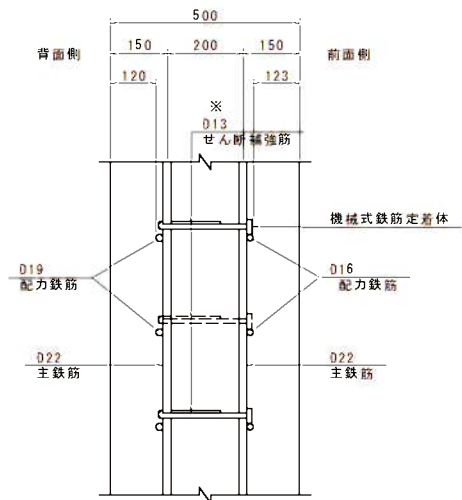 500
150
200
150
背面側
前面側
120
123
※
D13
せん断補強筋
機械式鉄筋定着体
D19
配力鉄筋
D16
配力鉄筋
D22
主鉄筋
D22
主鉄筋